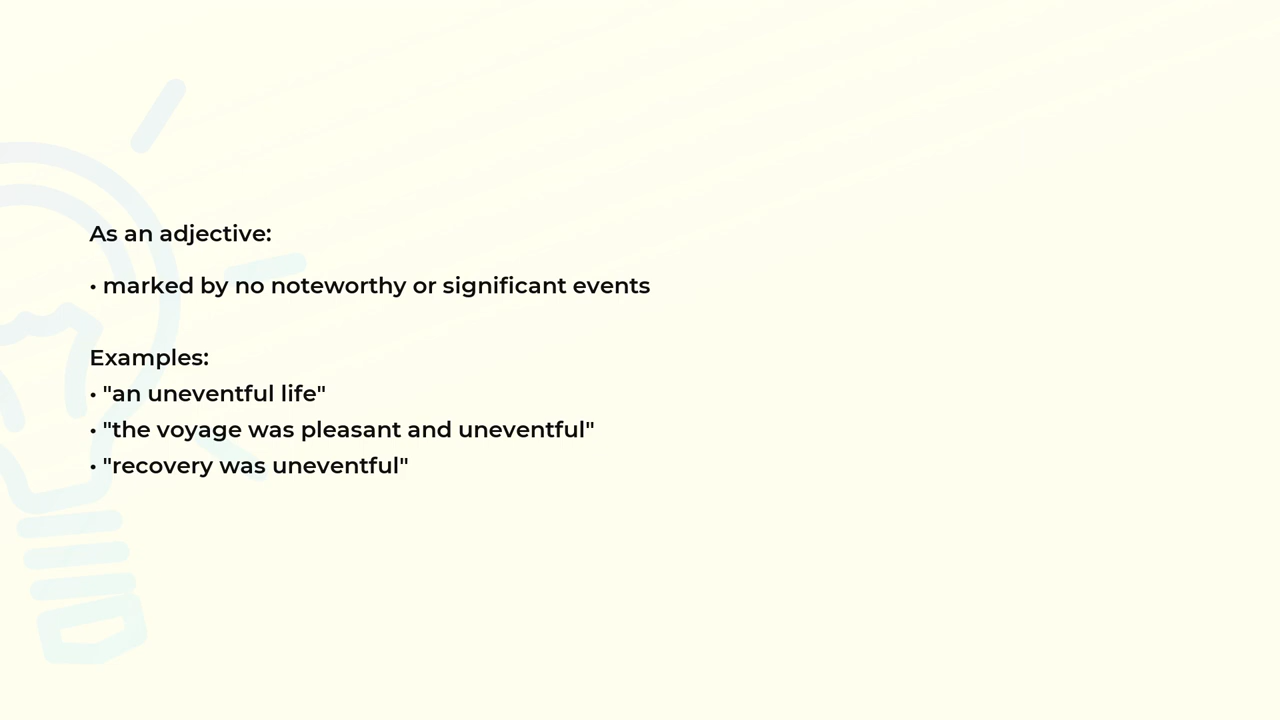 As an adjective:
• marked by no noteworthy or significant events
Examples:
• "an uneventful life"
• "the voyage was pleasant and uneventful"
• "recovery was uneventful"